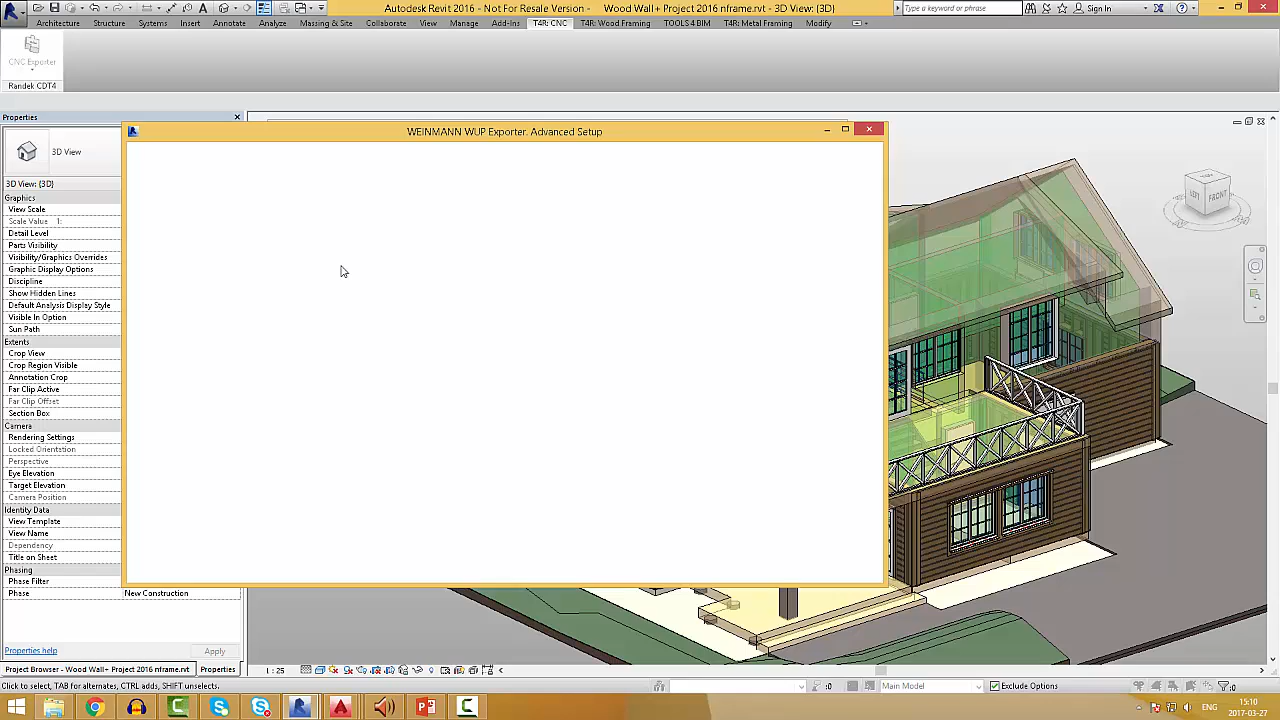 Autodesk Revit 2016 - Not For Resale Version - Wood Wall+ Project 2016 nframe.rvt - 3D View: {3D}
Type a keyword or phrase
Sign In
Architecture Structure Systems Insert Annotate Analyze Massing & Site Collaborate View Manage Add-Ins T4R: CNC T4R: Wood Framing TOOLS 4 BIM T4R: Metal Framing Modify
CNC Exporter
Randek CDT4
Properties
WEINMANN WUP Exporter. Advanced Setup
3D View
3D View: {3D}
Graphics
View Scale
Scale Value 1:
Detail Level
Parts Visibility
Visibility/Graphics Overrides
Graphic Display Options
Discipline
Show Hidden Lines
Default Analysis Display Style
Visible In Option
Sun Path
Extents
Crop View
Crop Region Visible
Annotation Crop
Far Clip Active
Far Clip Offset
Section Box
Camera
Rendering Settings
Locked Orientation
Perspective
Eye Elevation
Target Elevation
Camera Position
Identity Data
View Template
View Name
Dependency
Title on Sheet
Phasing
Phase Filter
Phase New Construction
LEFT FRONT
Properties help Apply
Project Browser - Wood Wall+ Project 2016 nframe.rvt Properties
1 : 25
Click to select, TAB for alternates, CTRL adds, SHIFT unselects.
:0 Main Model Exclude Options :0
ENG
15:10
2017-03-27